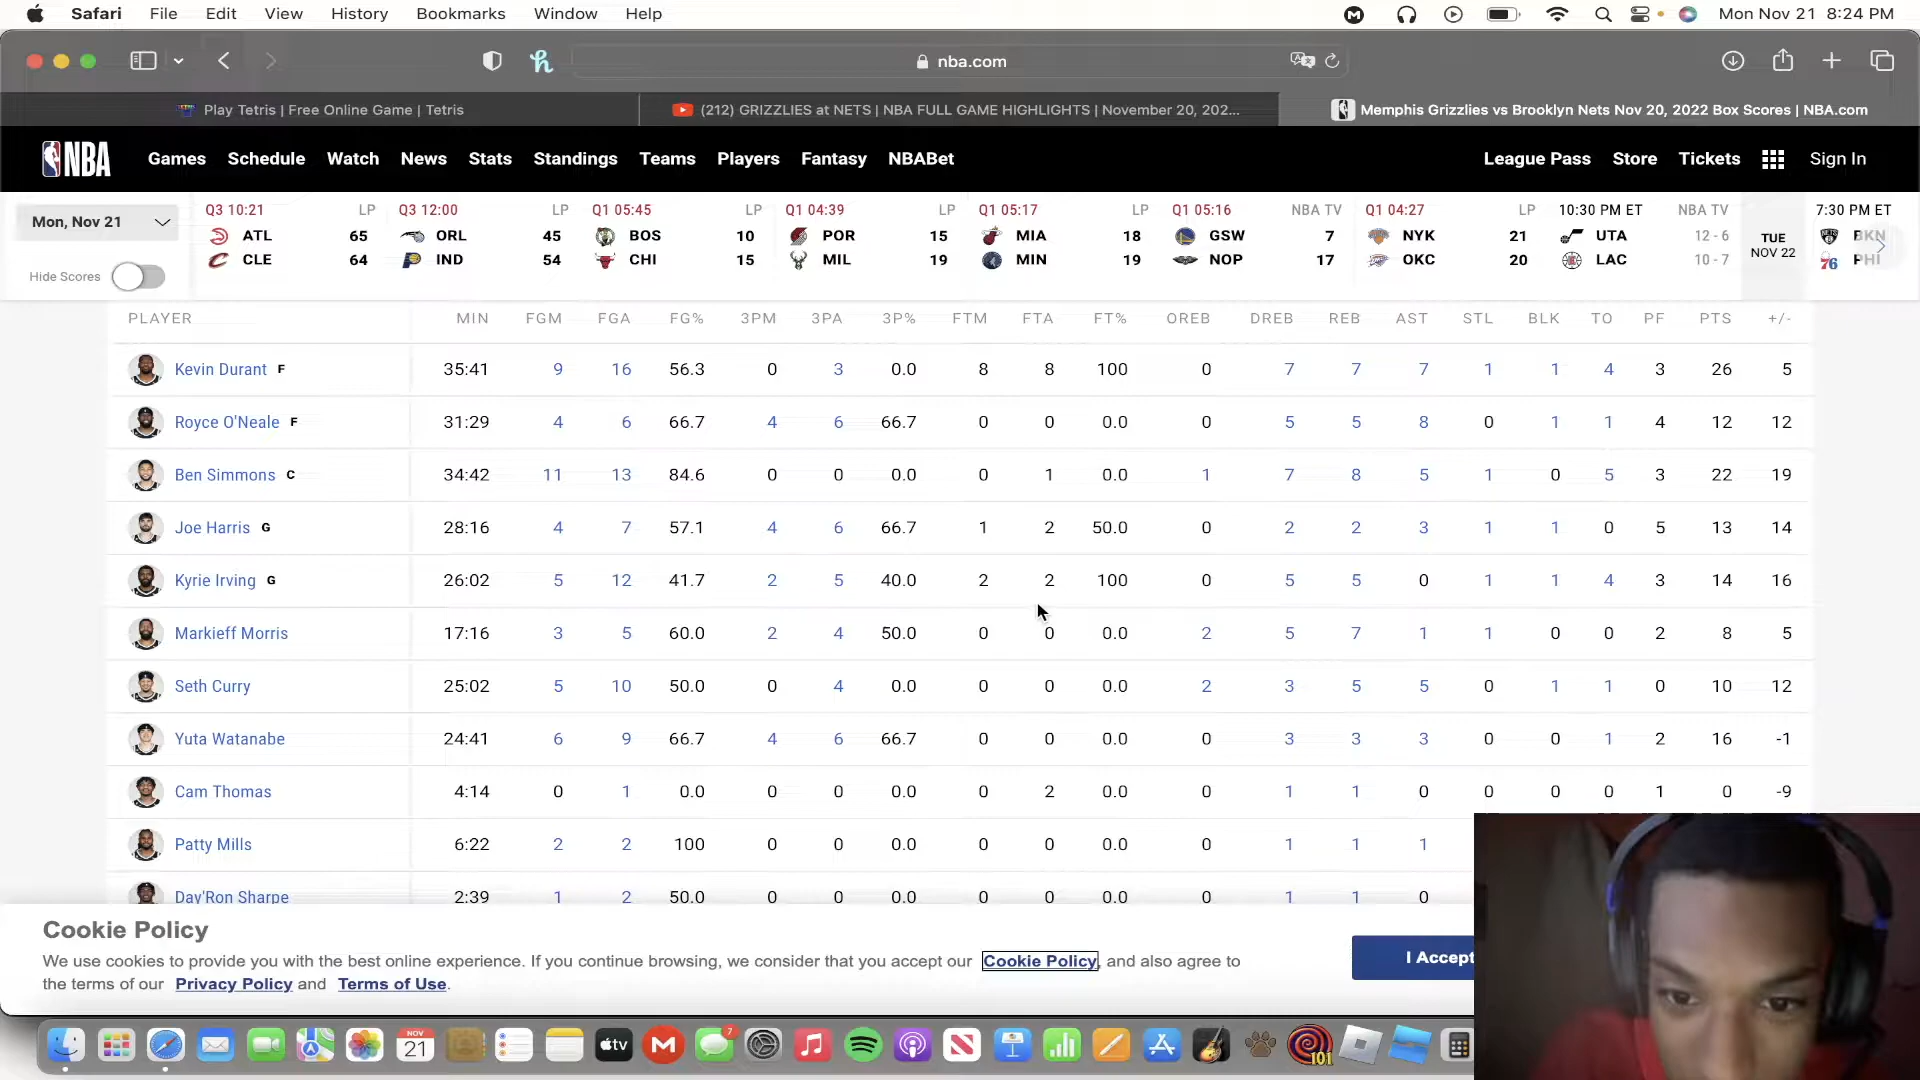 Safari File Edit View History Bookmarks Window Help Mon Nov 21 8:24 PM
nba.com
Play Tetris | Free Online Game | Tetris (212) GRIZZLIES at NETS | NBA FULL GAME HIGHLIGHTS | November 20, 202... Memphis Grizzlies vs Brooklyn Nets Nov 20, 2022 Box Scores | NBA.com
NBA Games Schedule Watch News Stats Standings Teams Players Fantasy NBABet League Pass Store Tickets Sign In
Q3 10:21 LP Q3 12:00 LP Q1 05:45 LP Q1 04:39 LP Q1 05:17 LP Q1 05:16 NBA TV Q1 04:27 LP 10:30 PM ET NBA TV 7:30 PM ET
Mon, Nov 21 ATL 65 ORL 45 BOS 10 POR 15 MIA 18 GSW 7 NYK 21 UTA 12 - 6 TUE BKN
CLE 64 IND 54 CHI 15 MIL 19 MIN 19 NOP 17 OKC 20 LAC 10 - 7 NOV 22 76 PHI
Hide Scores
PLAYER MIN FGM FGA FG% 3PM 3PA 3P% FTM FTA FT% OREB DREB REB AST STL BLK TO PF PTS +/-
Kevin Durant F 35:41 9 16 56.3 0 3 0.0 8 8 100 0 7 7 7 1 1 4 3 26 5
Royce O'Neale F 31:29 4 6 66.7 4 6 66.7 0 0 0.0 0 5 5 8 0 1 1 4 12 12
Ben Simmons C 34:42 11 13 84.6 0 0 0.0 0 1 0.0 1 7 8 5 1 0 5 3 22 19
Joe Harris G 28:16 4 7 57.1 4 6 66.7 1 2 50.0 0 2 2 3 1 1 0 5 13 14
Kyrie Irving G 26:02 5 12 41.7 2 5 40.0 2 2 100 0 5 5 0 1 1 4 3 14 16
Markieff Morris 17:16 3 5 60.0 2 4 50.0 0 0 0.0 2 5 7 1 1 0 0 2 8 5
Seth Curry 25:02 5 10 50.0 0 4 0.0 0 0 0.0 2 3 5 5 0 1 1 0 10 12
Yuta Watanabe 24:41 6 9 66.7 4 6 66.7 0 0 0.0 0 3 3 3 0 0 1 2 16 -1
Cam Thomas 4:14 0 1 0.0 0 0 0.0 0 2 0.0 0 1 1 0 0 0 0 1 0 -9
Patty Mills 6:22 2 2 100 0 0 0.0 0 0 0.0 0 1 1 1
Day'Ron Sharpe 2:39 1 2 50.0 0 0 0.0 0 0 0.0 0 1 1 0
Cookie Policy
We use cookies to provide you with the best online experience. If you continue browsing, we consider that you accept our Cookie Policy, and also agree to
the terms of our Privacy Policy and Terms of Use.
I Accept
NOV
21
tv
7
101